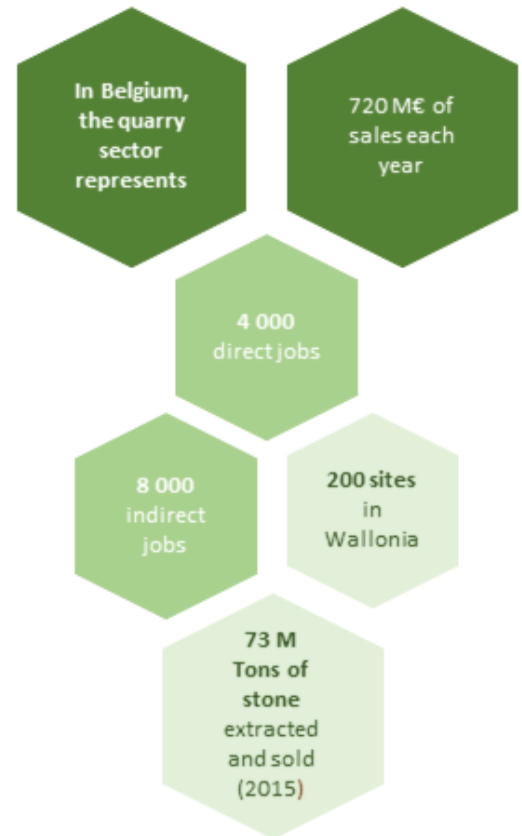 In Belgium,
the quarry
sector
represents
720 M€ of
sales each
year
4 000
direct jobs
8 000
indirect
jobs
200 sites
in
Wallonia
73 M
Tons of
stone
extracted
and sold
(2015)